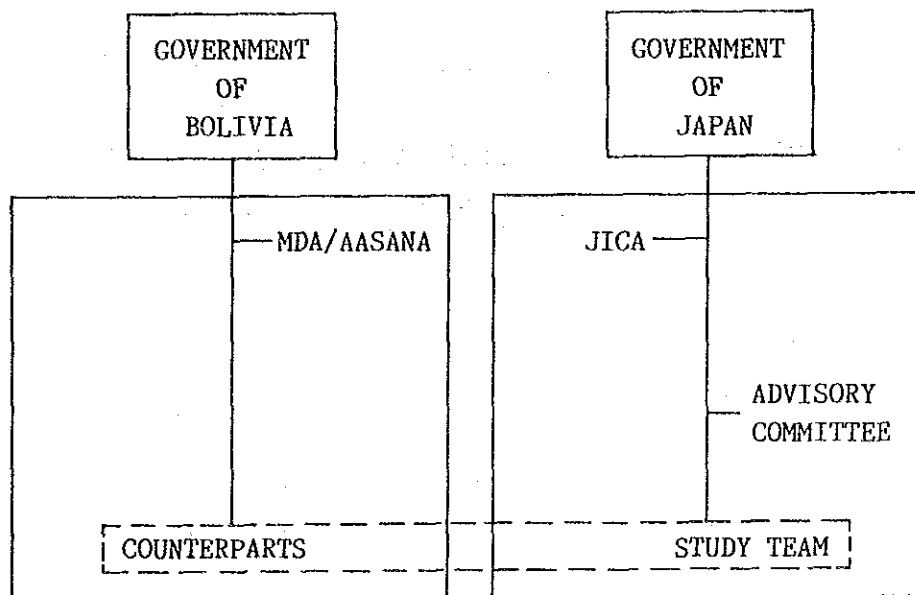 GOVERNMENT
OF
BOLIVIA
GOVERNMENT
OF
JAPAN
MDA/AASANA
JICA
ADVISORY
COMMITTEE
COUNTERPARTS
STUDY TEAM